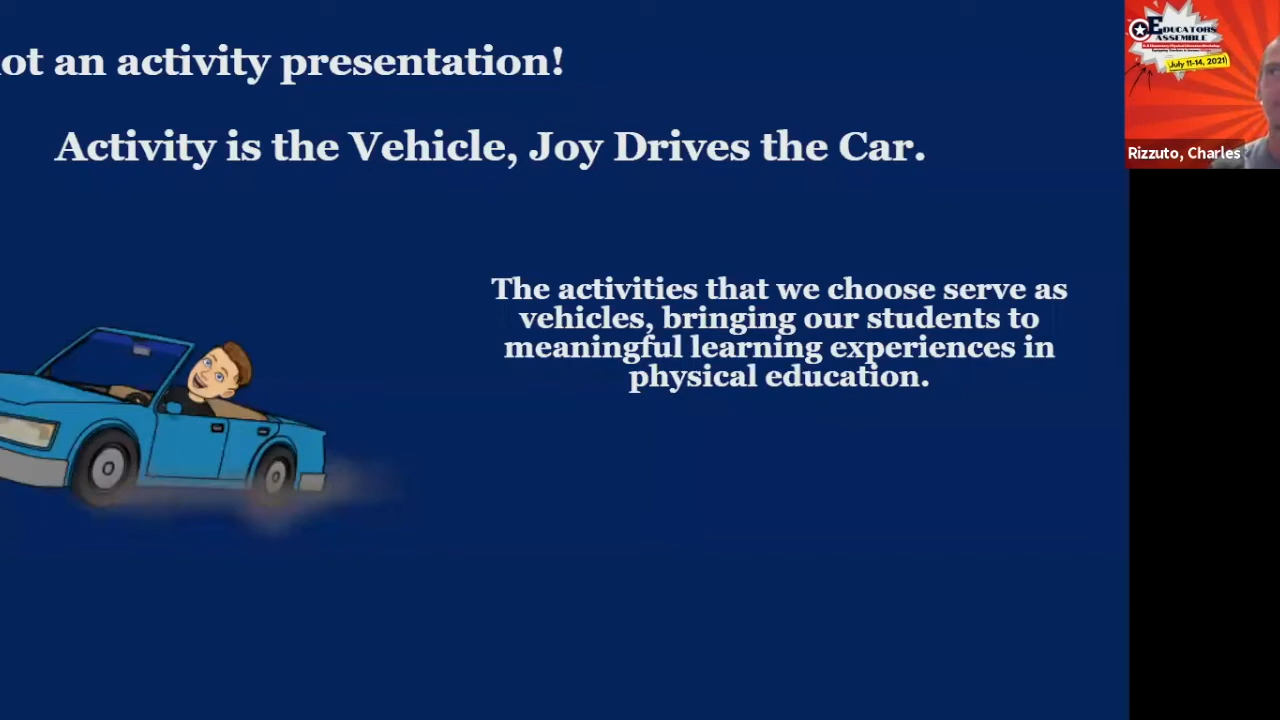 ot an activity presentation!
Activity is the Vehicle, Joy Drives the Car.
The activities that we choose serve as
vehicles, bringing our students to
meaningful learning experiences in
physical education.
EDUCATORS
ASSEMBLE
July 11-14, 2021
Rizzuto, Charles